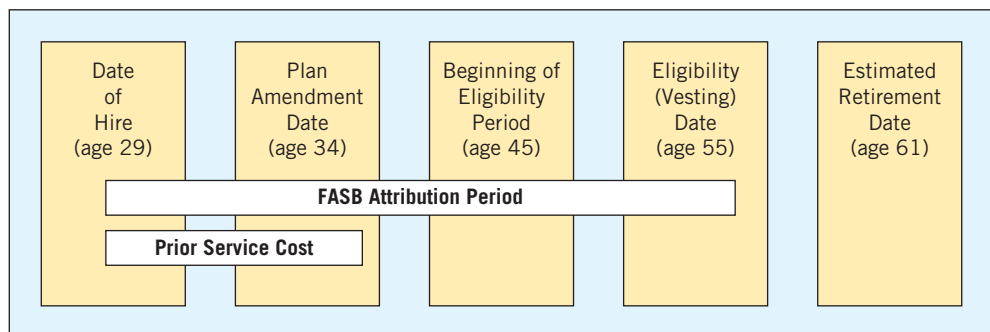 Date
of
Hire
(age 29)
Plan
Amendment
Date
(age 34)
Beginning of
Eligibility
Period
(age 45)
Eligibility
(Vesting)
Date
(age 55)
Estimated
Retirement
Date
(age 61)
FASB Attribution Period
Prior Service Cost